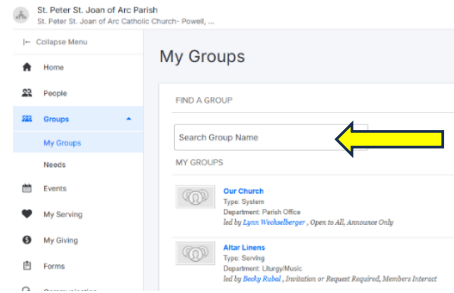 St. Peter St. Joan of Arc Parish
St. Peter St. Joan of Arc Catholic Church- Powell, ...
Collapse Menu
My Groups
Home
People
FIND A GROUP
Groups
Search Group Name
My Groups
MY GROUPS
Needs
Events
Our Church
Type: System
Department: Parish Office
led by Lynn Wechselberger , Open to All, Announce Only
My Serving
My Giving
Altar Linens
Type: Serving
Department: Liturgy/Music
led by Becky Rubal , Invitation or Request Required, Members Interact
Forms
Communication